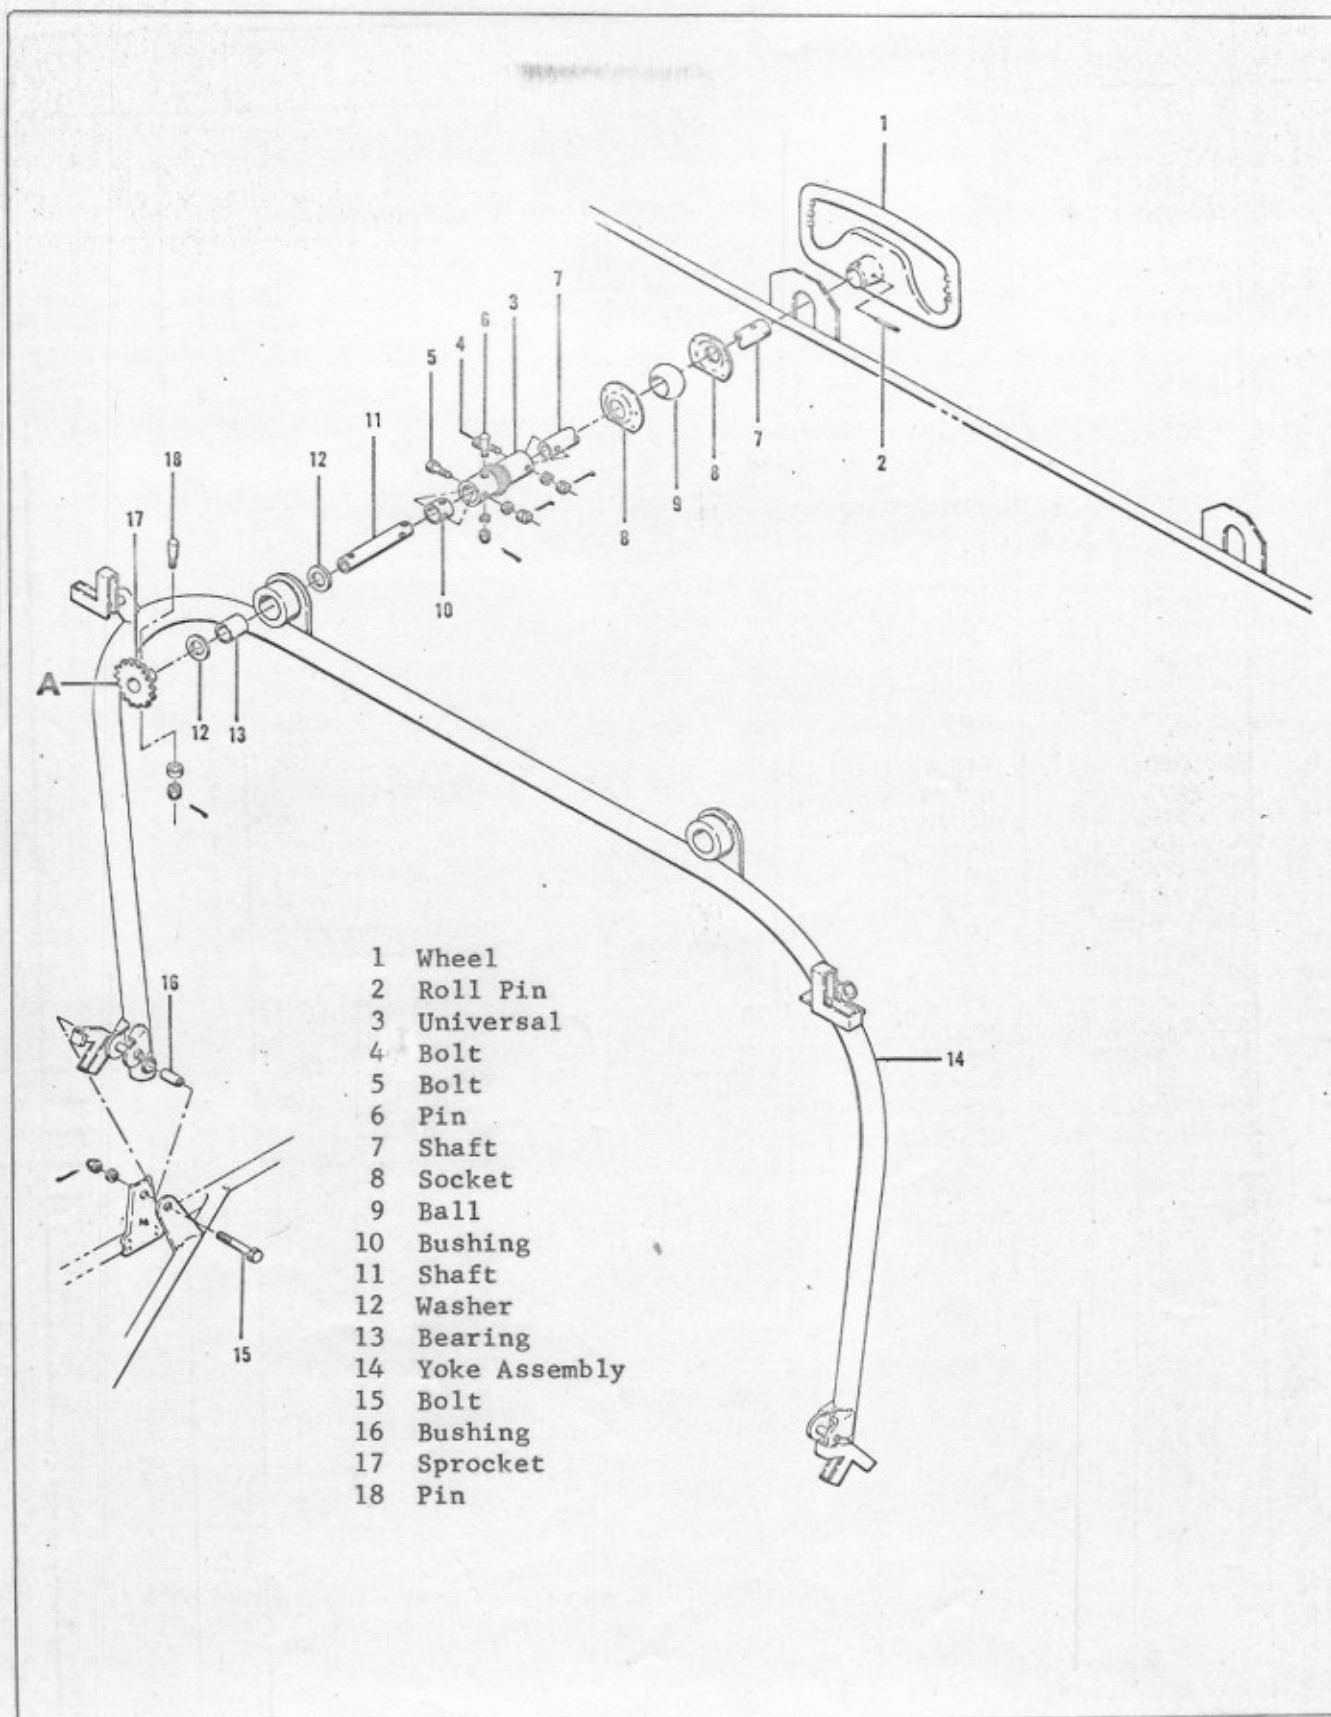 1
7
3
6
4
5
11
12
18
17
2
7
8
9
8
10
A
12
13
16
14
15
1 Wheel
2 Roll Pin
3 Universal
4 Bolt
5 Bolt
6 Pin
7 Shaft
8 Socket
9 Ball
10 Bushing
11 Shaft
12 Washer
13 Bearing
14 Yoke Assembly
15 Bolt
16 Bushing
17 Sprocket
18 Pin